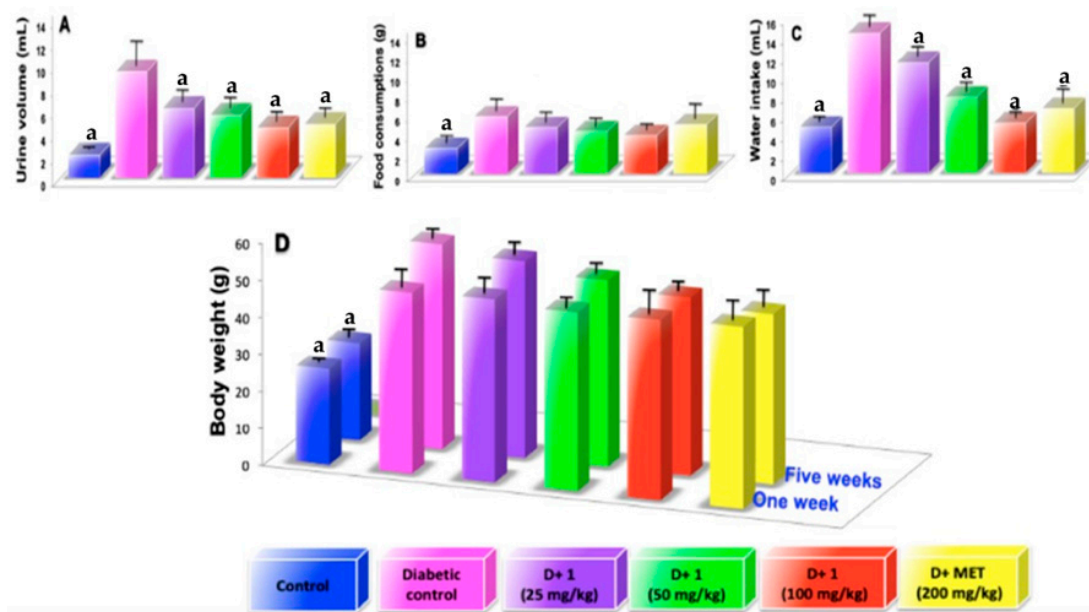 A
Urine volume (mL)
14
12
10
8
6
4
2
0
a
a
a
a
a
B
Food consumptions (g)
14
12
10
8
6
4
2
0
a
C
Water intake (mL)
16
14
12
10
8
6
4
2
0
a
a
a
a
a
D
Body weight (g)
60
50
40
30
20
10
0
a
a
Five weeks
One week
Control
Diabetic
control
D+ 1
(25 mg/kg)
D+ 1
(50 mg/kg)
D+ 1
(100 mg/kg)
D+ MET
(200 mg/kg)